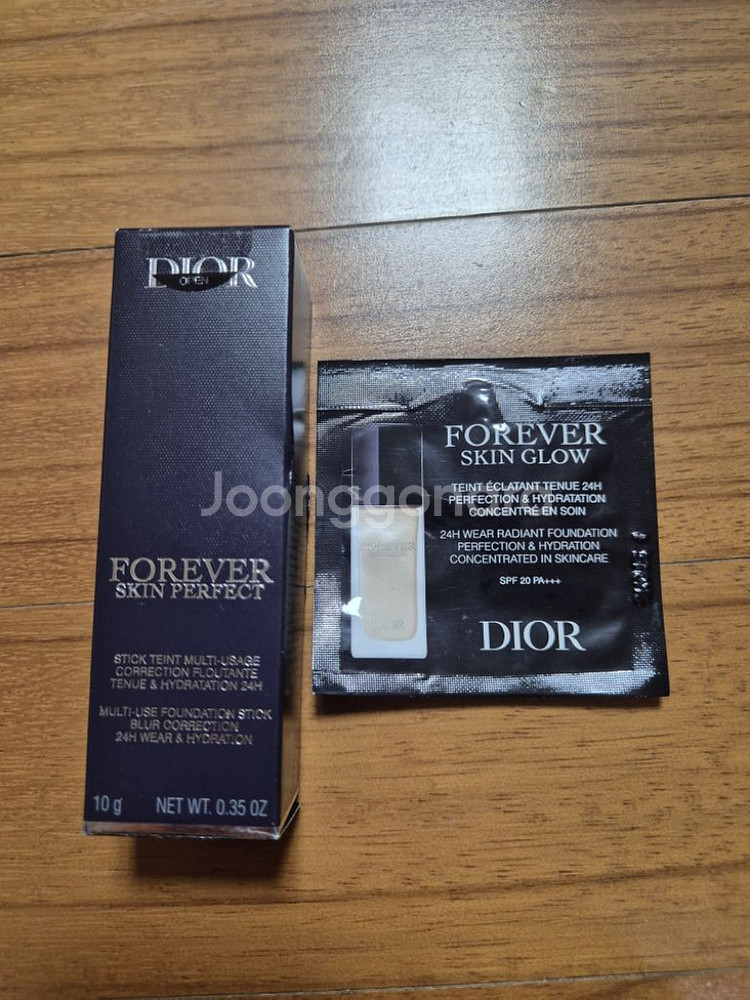 DIOR
OPEN
FOREVER
SKIN PERFECT
STICK TEINT MULTI-USAGE
CORRECTION FLOUTANTE
TENUE & HYDRATATION 24H
MULTI-USE FOUNDATION STICK
BLUR CORRECTION
24H WEAR & HYDRATION
10 g NET WT. 0.35 OZ
FOREVER
SKIN GLOW
TEINT ÉCLATANT TENUE 24H
PERFECTION & HYDRATATION
CONCENTRÉ EN SOIN
24H WEAR RADIANT FOUNDATION
PERFECTION & HYDRATION
CONCENTRATED IN SKINCARE
SPF 20 PA+++
DIOR
DIOR